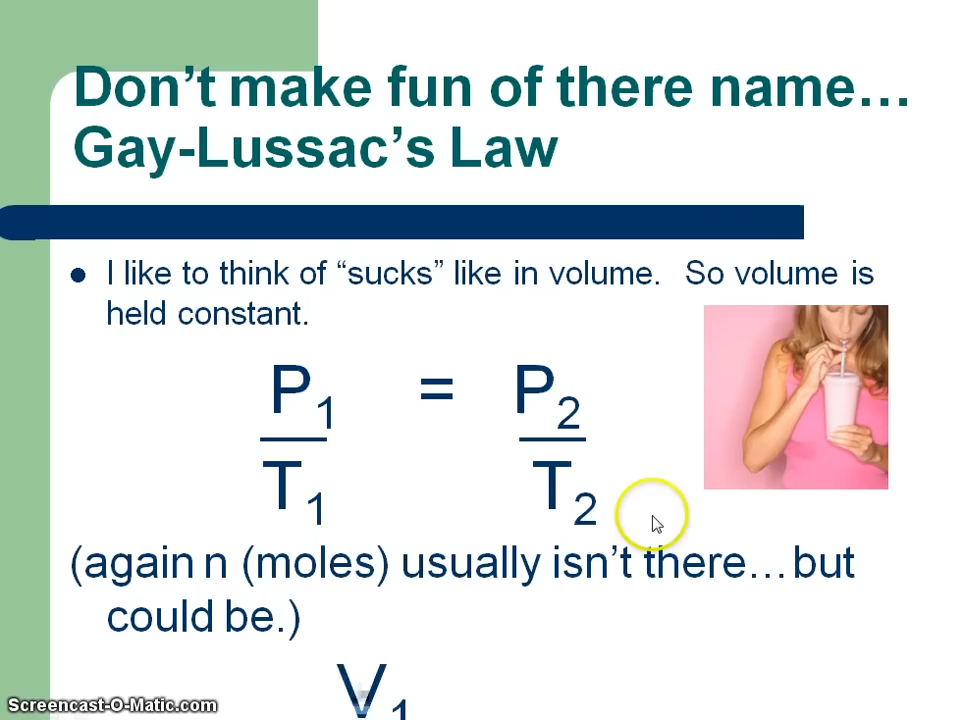 Don’t make fun of there name…
Gay-Lussac’s Law
● I like to think of “sucks” like in volume. So volume is
held constant.
P1 = P2
T1 T2
(again n (moles) usually isn’t there…but
could be.)
V1
Screencast-O-Matic.com